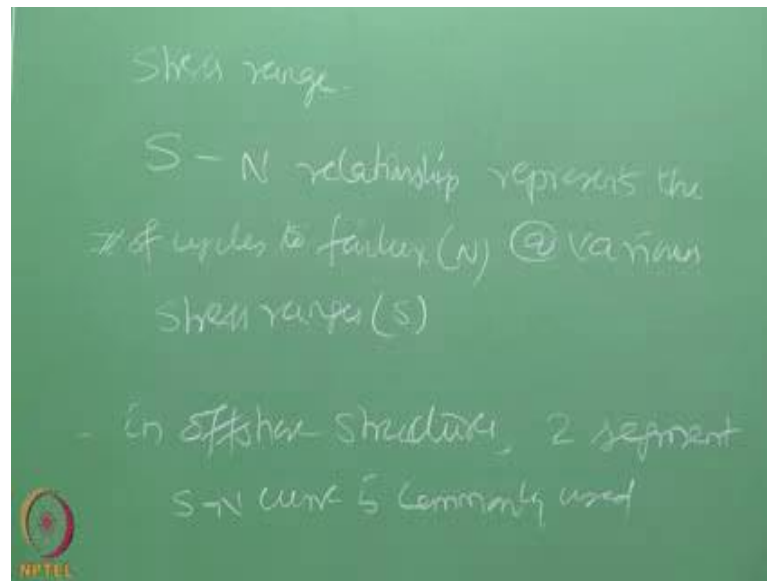 Stress range.
S - N relationship represents the
# of cycles to failure (N) @ various
stress ranges (S)
- in offshore structures, 2 segment
S-N curve is commonly used
NPTEL